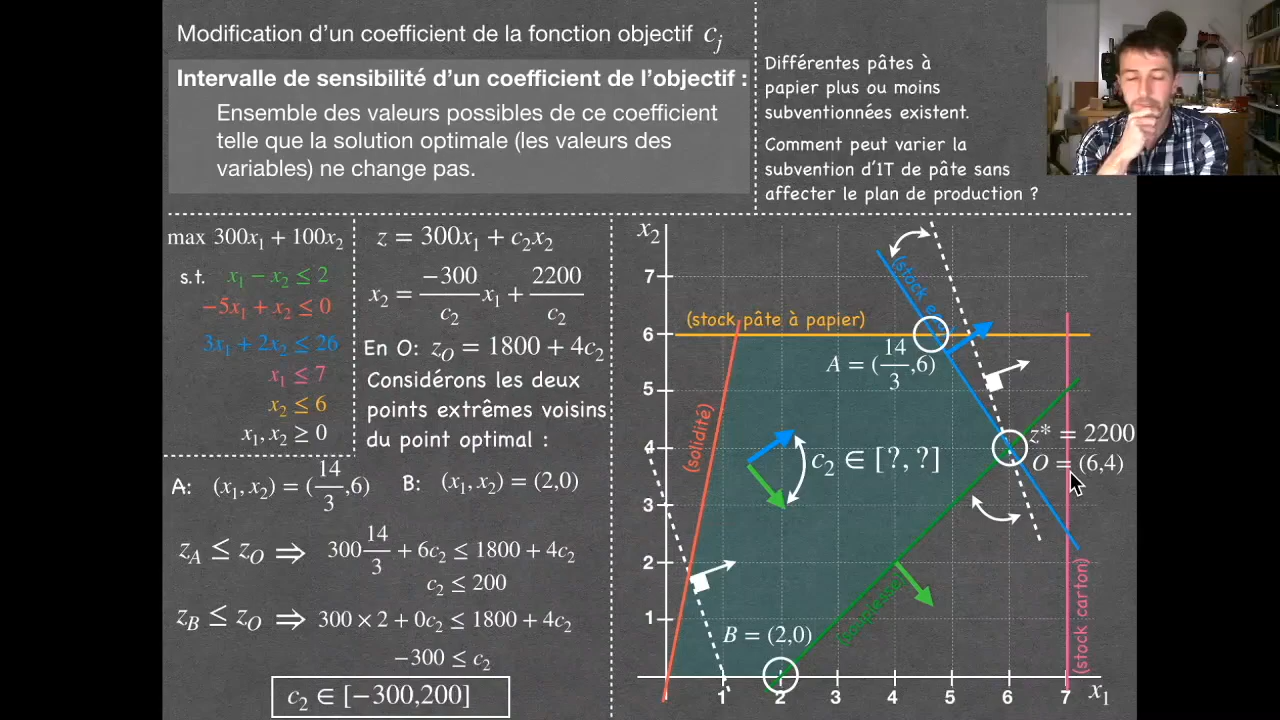 Modification d'un coefficient de la fonction objectif c_j
Intervalle de sensibilité d'un coefficient de l'objectif :
Ensemble des valeurs possibles de ce coefficient
telle que la solution optimale (les valeurs des
variables) ne change pas.
Différentes pâtes à
papier plus ou moins
subventionnées existent.
Comment peut varier la
subvention d'1T de pâte sans
affecter le plan de production ?
max 300x₁ + 100x₂
s.t. x₁ − x₂ ≤ 2
−5x₁ + x₂ ≤ 0
3x₁ + 2x₂ ≤ 26
x₁ ≤ 7
x₂ ≤ 6
x₁, x₂ ≥ 0
z = 300x₁ + c₂x₂
x₂ = −300/c₂ x₁ + 2200/c₂
En O: z_O = 1800 + 4c₂
Considérons les deux
points extrêmes voisins
du point optimal :
A: (x₁, x₂) = (14/3, 6)
B: (x₁, x₂) = (2,0)
z_A ≤ z_O ⇒ 300 14/3 + 6c₂ ≤ 1800 + 4c₂
c₂ ≤ 200
z_B ≤ z_O ⇒ 300 × 2 + 0c₂ ≤ 1800 + 4c₂
−300 ≤ c₂
c₂ ∈ [−300,200]
x₂
7
6
5
4
3
2
1
(stock pâte à papier)
(solidité)
A = (14/3, 6)
c₂ ∈ [?, ?]
z* = 2200
O = (6,4)
(stock carton)
B = (2,0)
1 2 3 4 5 6 7 x₁